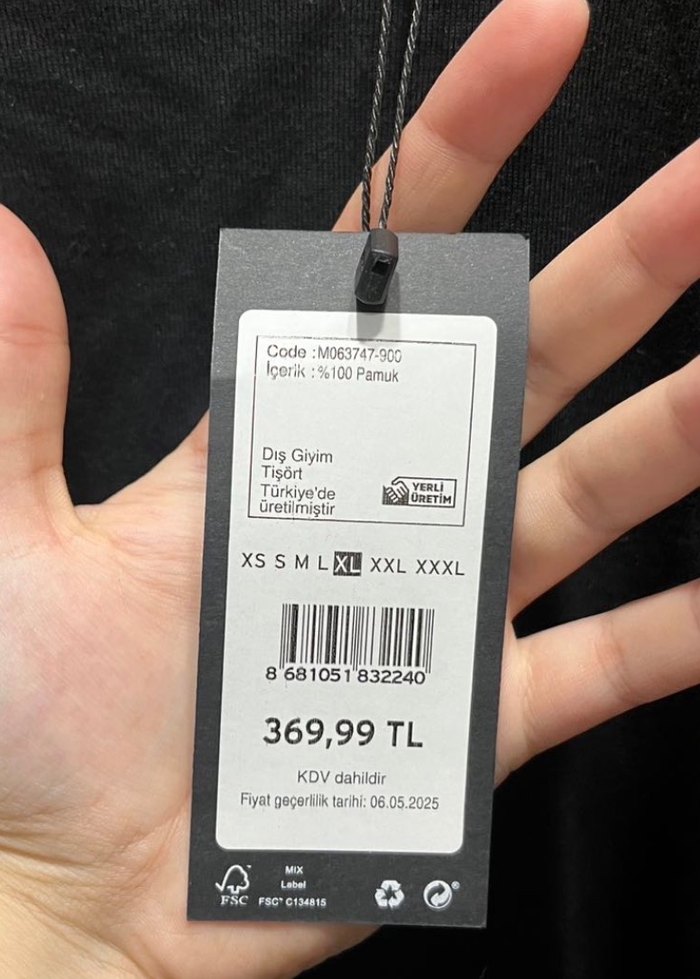 Code :M063747-900
İçerik :%100 Pamuk
Dış Giyim
Tişört
Türkiye'de
üretilmiştir
YERLİ
ÜRETİM
XS S M L XL XXL XXXL
8 681051 832240
369,99 TL
KDV dahildir
Fiyat geçerlilik tarihi: 06.05.2025
FSC
MIX
Label
FSC® C134815